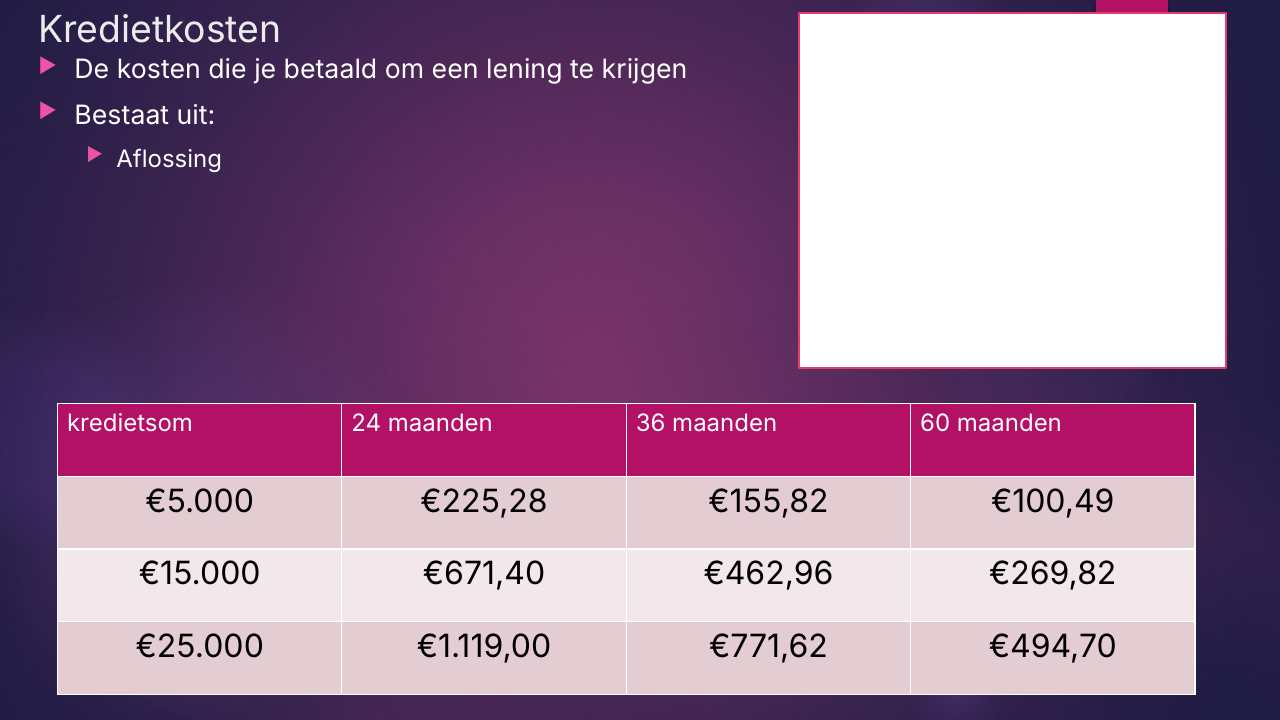 Kredietkosten
De kosten die je betaald om een lening te krijgen
Bestaat uit:
Aflossing
kredietsom 24 maanden 36 maanden 60 maanden
€5.000 €225,28 €155,82 €100,49
€15.000 €671,40 €462,96 €269,82
€25.000 €1.119,00 €771,62 €494,70